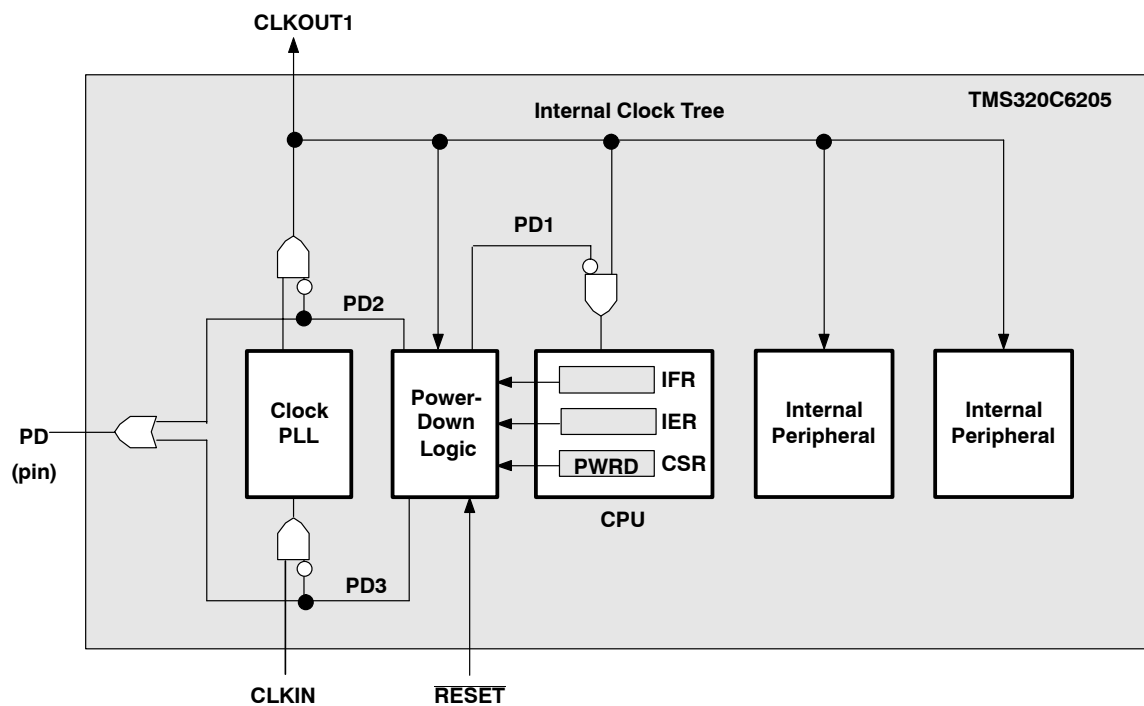 CLKOUT1
TMS320C6205
Internal Clock Tree
PD1
PD2
Clock
PLL
Power-
Down
Logic
IFR
IER
PWRD
CSR
CPU
Internal
Peripheral
Internal
Peripheral
PD
(pin)
PD3
CLKIN
RESET